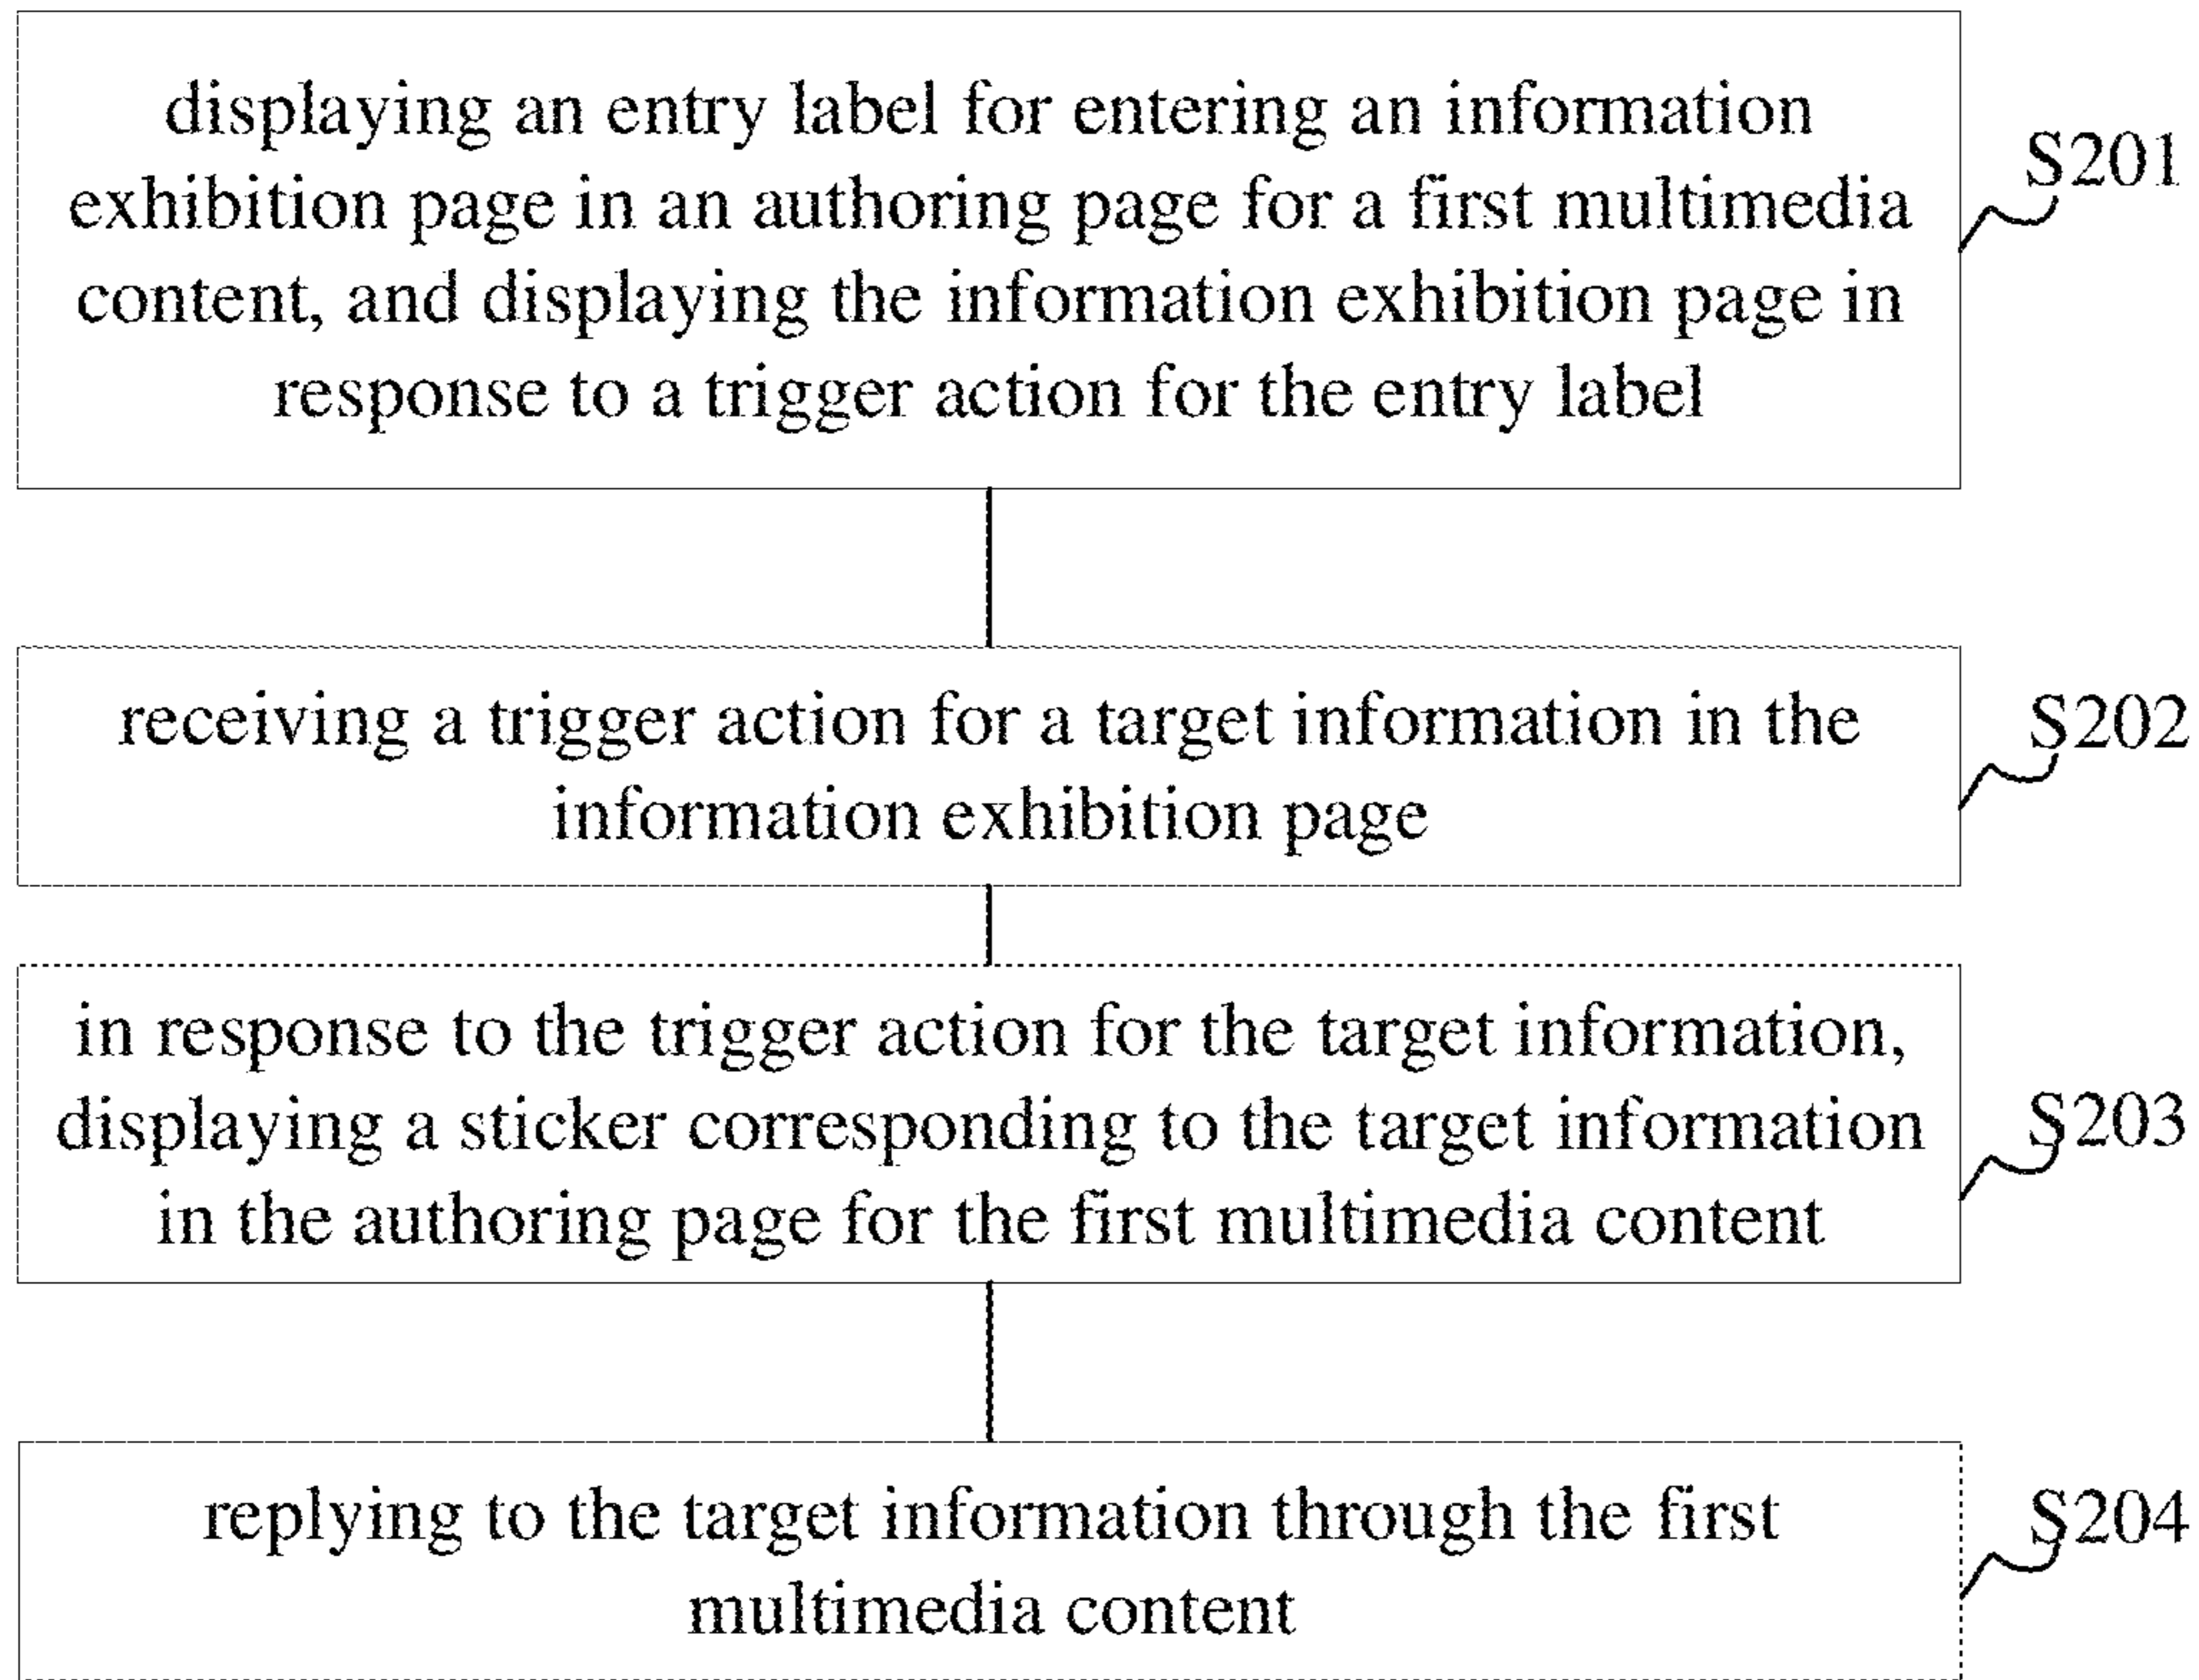 displaying an entry label for entering an information
exhibition page in an authoring page for a first multimedia
content, and displaying the information exhibition page in
response to a trigger action for the entry label
S201
receiving a trigger action for a target information in the
information exhibition page
S202
in response to the trigger action for the target information,
displaying a sticker corresponding to the target information
in the authoring page for the first multimedia content
S203
replying to the target information through the first
multimedia content
S204